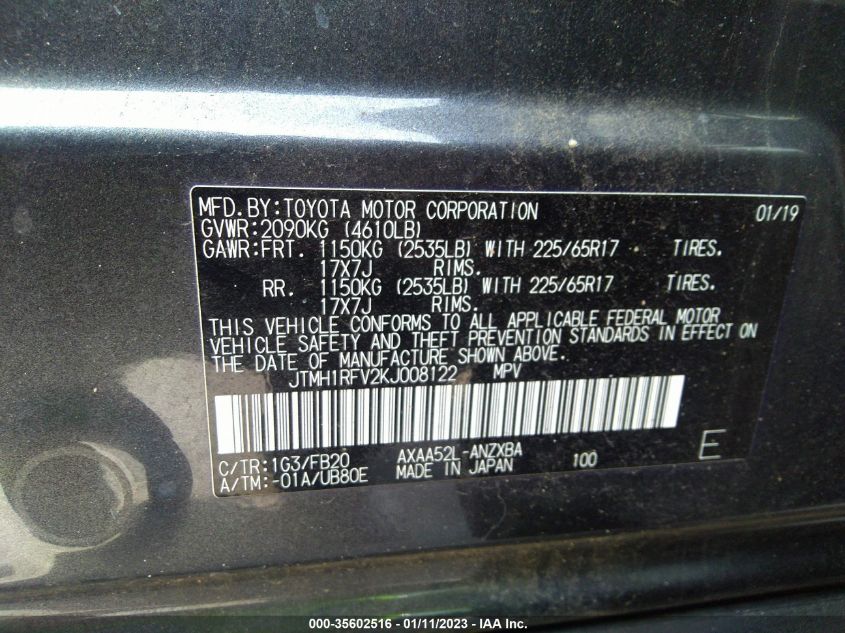 MFD.BY:TOYOTA MOTOR CORPORATION 01/19
GVWR:2090KG (4610LB)
GAWR:FRT. 1150KG (2535LB) WITH 225/65R17 TIRES.
17X7J RIMS.
RR. 1150KG (2535LB) WITH 225/65R17 TIRES.
17X7J RIMS.
THIS VEHICLE CONFORMS TO ALL APPLICABLE FEDERAL MOTOR
VEHICLE SAFETY AND THEFT PREVENTION STANDARDS IN EFFECT ON
THE DATE OF MANUFACTURE SHOWN ABOVE.
JTMH1RFV2KJ008122 MPV
C/TR:1G3/FB20 AXAA52L-ANZXBA 100 E
A/TM:-01A/UB80E MADE IN JAPAN
000-35602516 - 01/11/2023 - IAA Inc.